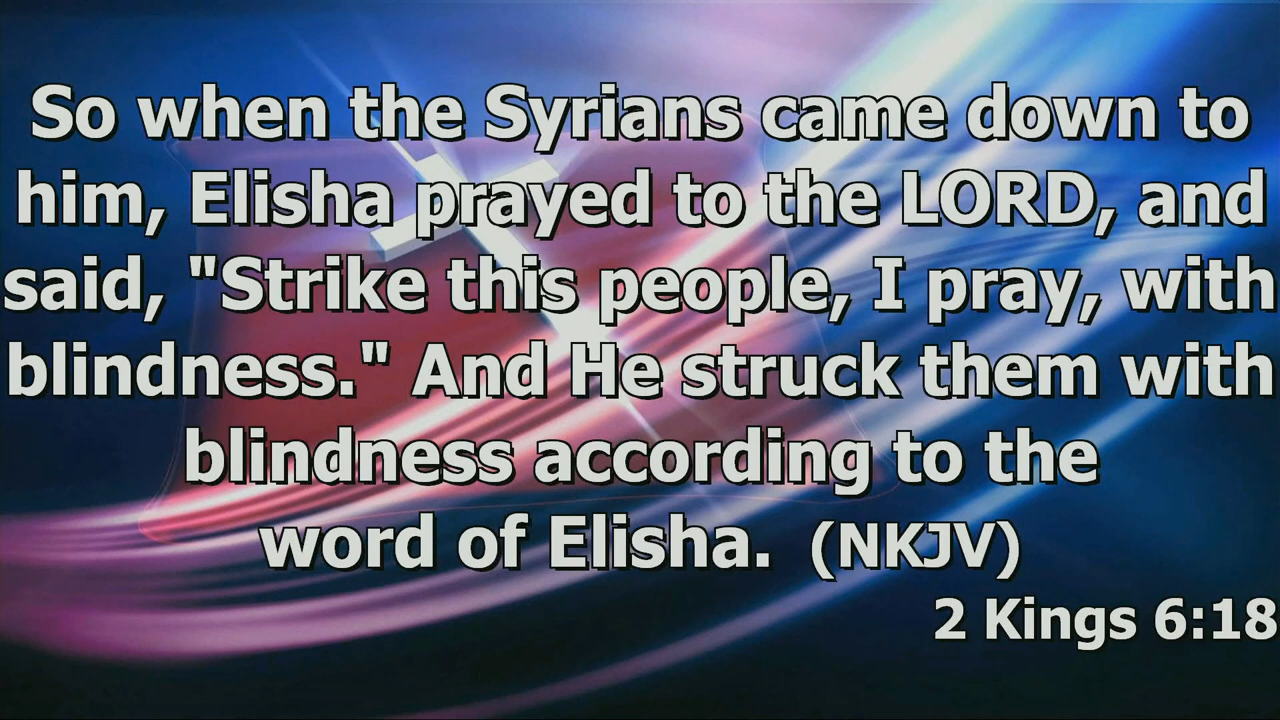 So when the Syrians came down to
him, Elisha prayed to the LORD, and
said, "Strike this people, I pray, with
blindness." And He struck them with
blindness according to the
word of Elisha. (NKJV)
2 Kings 6:18